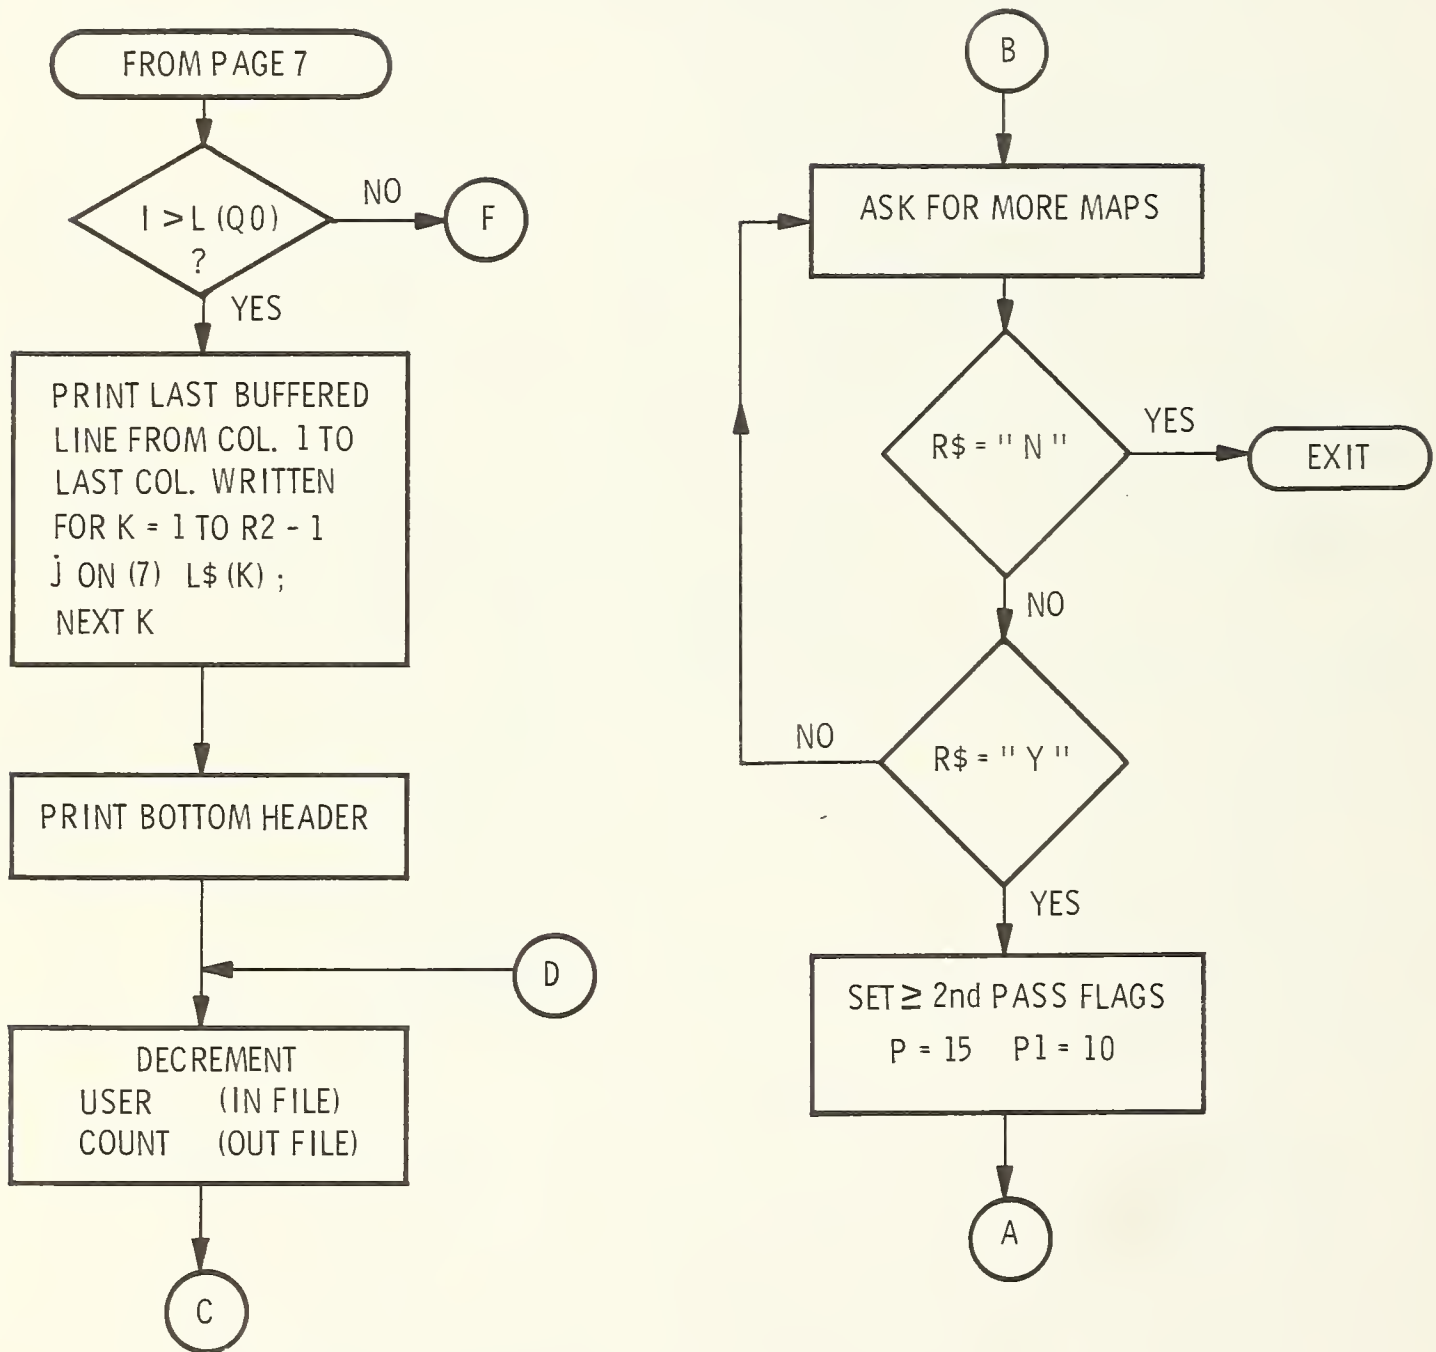 FROM PAGE 7
I > L (Q0)
?
NO
F
YES
PRINT LAST BUFFERED
LINE FROM COL. 1 TO
LAST COL. WRITTEN
FOR K = 1 TO R2 - 1
j ON (7) L$ (K) ;
NEXT K
PRINT BOTTOM HEADER
D
DECREMENT
USER (IN FILE)
COUNT (OUT FILE)
C
B
ASK FOR MORE MAPS
R$ = " N "
YES
EXIT
NO
R$ = " Y "
NO
YES
SET ≥ 2nd PASS FLAGS
P = 15 P1 = 10
A